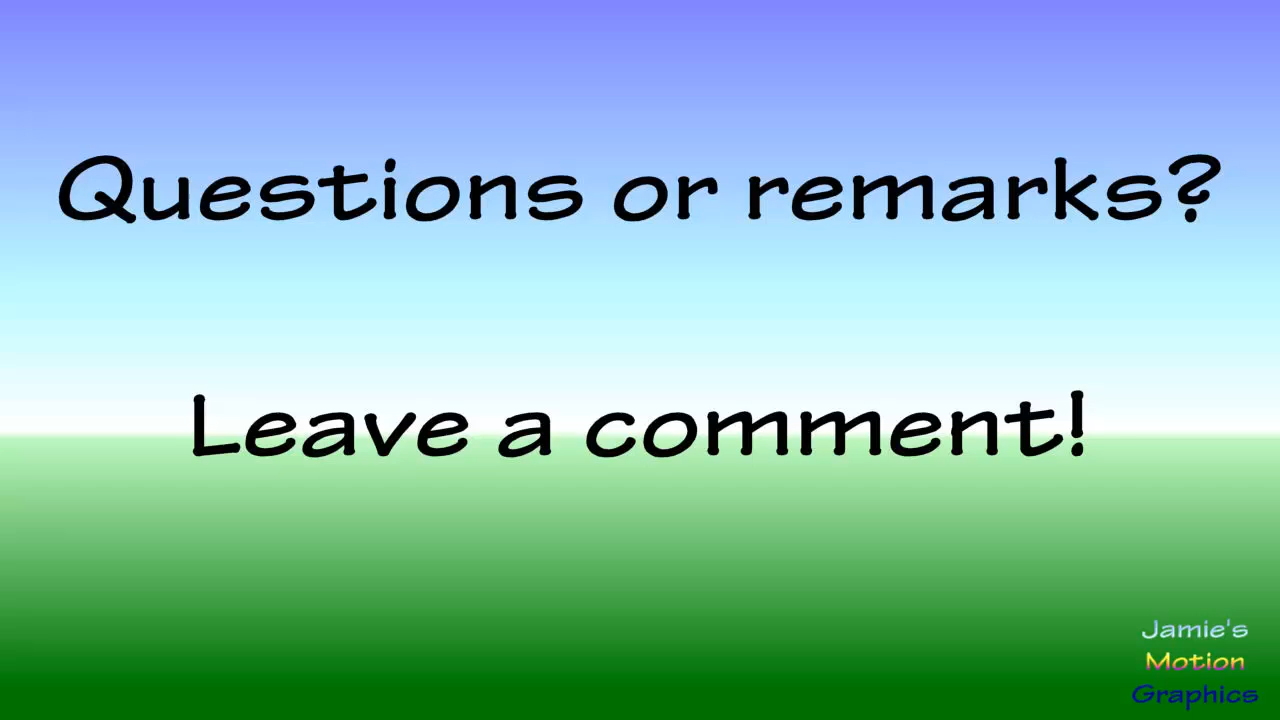 Questions or remarks?
Leave a comment!
Jamie's
Motion
Graphics